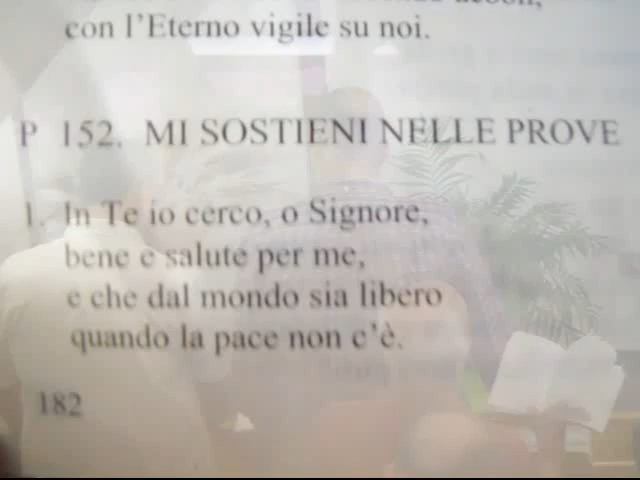 con l'Eterno vigile su noi.
P 152. MI SOSTIENI NELLE PROVE
1. In Te io cerco, o Signore,
bene e salute per me,
e che dal mondo sia libero
quando la pace non c'è.
182